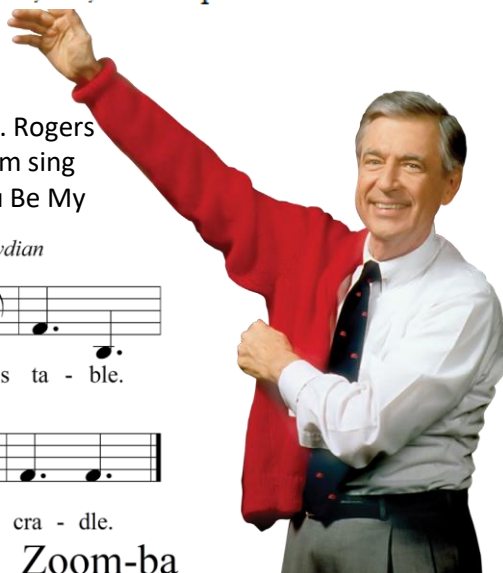 . Rogers
m sing
u Be My
ydian
s ta - ble.
cra - dle.
Zoom-ba